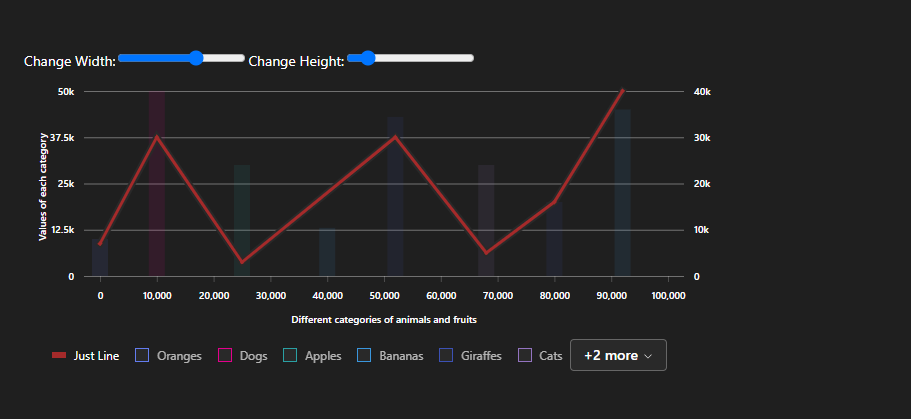 Change Width: Change Height:
50k 40k
37.5k 30k
25k 20k
12.5k 10k
0 0
Values of each category
0 10,000 20,000 30,000 40,000 50,000 60,000 70,000 80,000 90,000 100,000
Different categories of animals and fruits
Just Line Oranges Dogs Apples Bananas Giraffes Cats +2 more